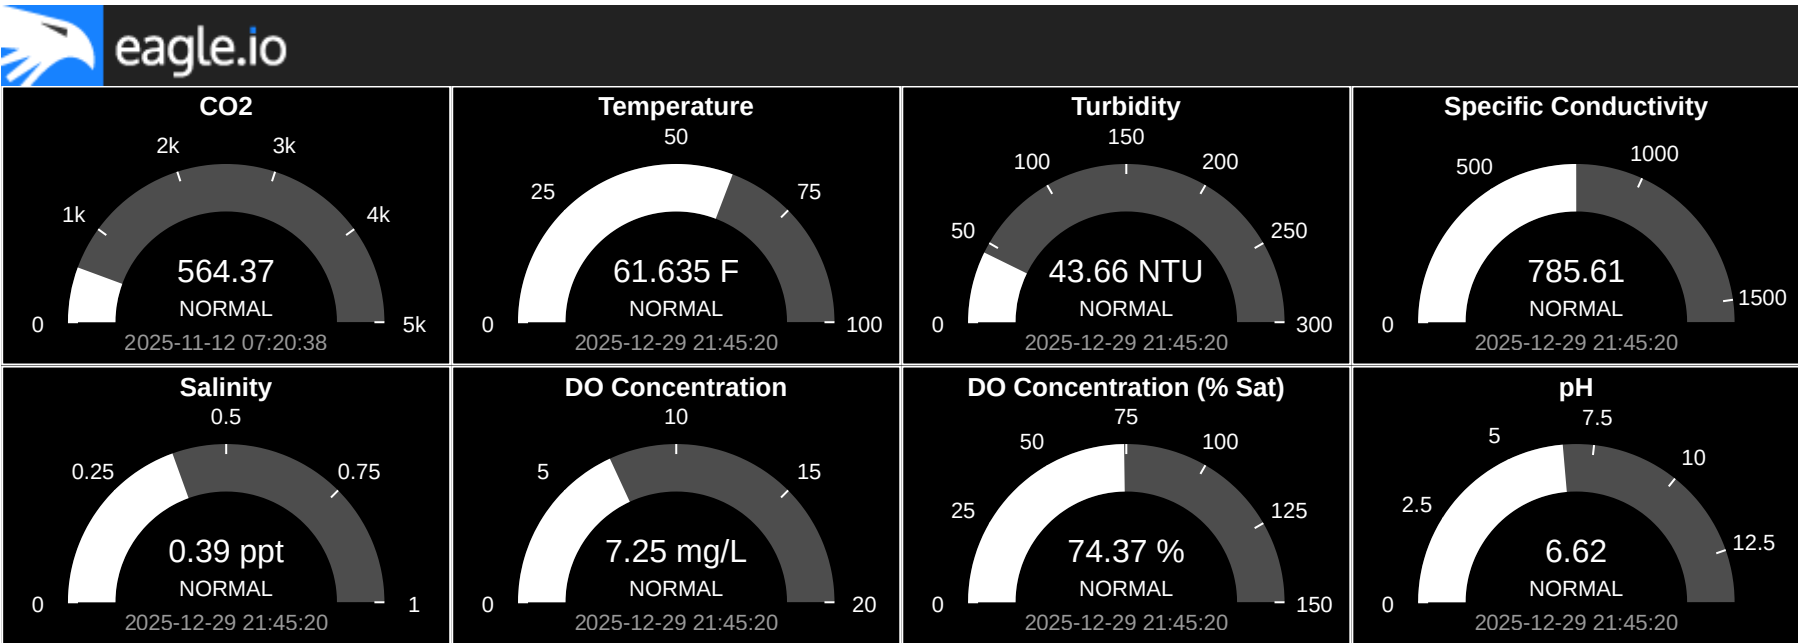 eagle.io
CO2
0
1k
2k
3k
4k
5k
564.37
NORMAL
2025-11-12 07:20:38
Temperature
0
25
50
75
100
61.635 F
NORMAL
2025-12-29 21:45:20
Turbidity
0
50
100
150
200
250
300
43.66 NTU
NORMAL
2025-12-29 21:45:20
Specific Conductivity
0
500
1000
1500
785.61
NORMAL
2025-12-29 21:45:20
Salinity
0
0.25
0.5
0.75
1
0.39 ppt
NORMAL
2025-12-29 21:45:20
DO Concentration
0
5
10
15
20
7.25 mg/L
NORMAL
2025-12-29 21:45:20
DO Concentration (% Sat)
0
25
50
75
100
125
150
74.37 %
NORMAL
2025-12-29 21:45:20
pH
0
2.5
5
7.5
10
12.5
6.62
NORMAL
2025-12-29 21:45:20